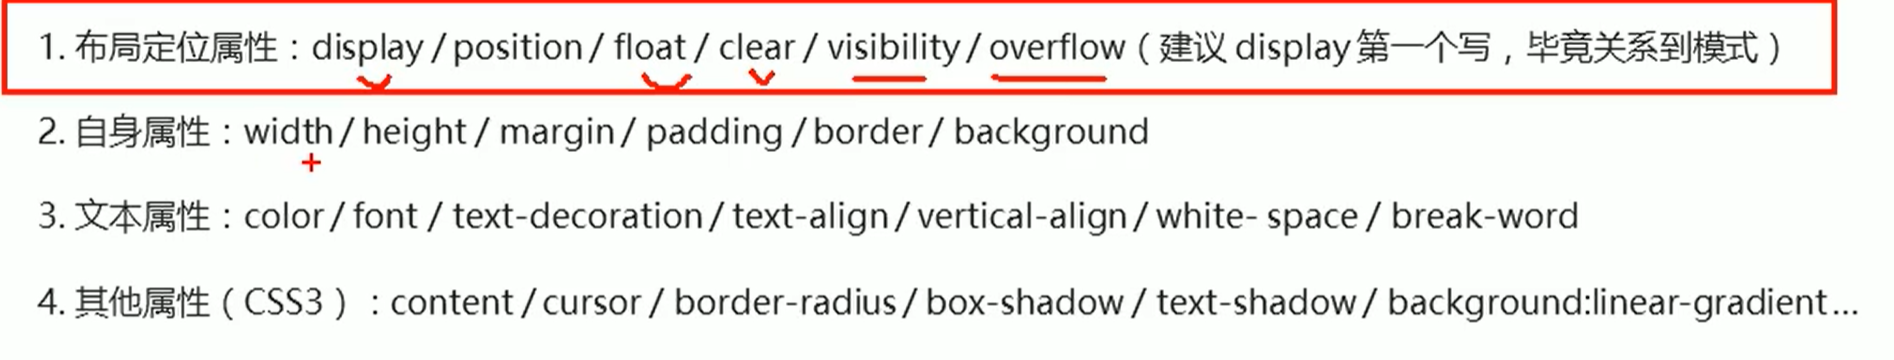 1. 布局定位属性：display / position / float / clear / visibility / overflow（建议 display 第一个写，毕竟关系到模式）
2. 自身属性：width / height / margin / padding / border / background
3. 文本属性：color / font / text-decoration / text-align / vertical-align / white- space / break-word
4. 其他属性（CSS3）：content / cursor / border-radius / box-shadow / text-shadow / background:linear-gradient…